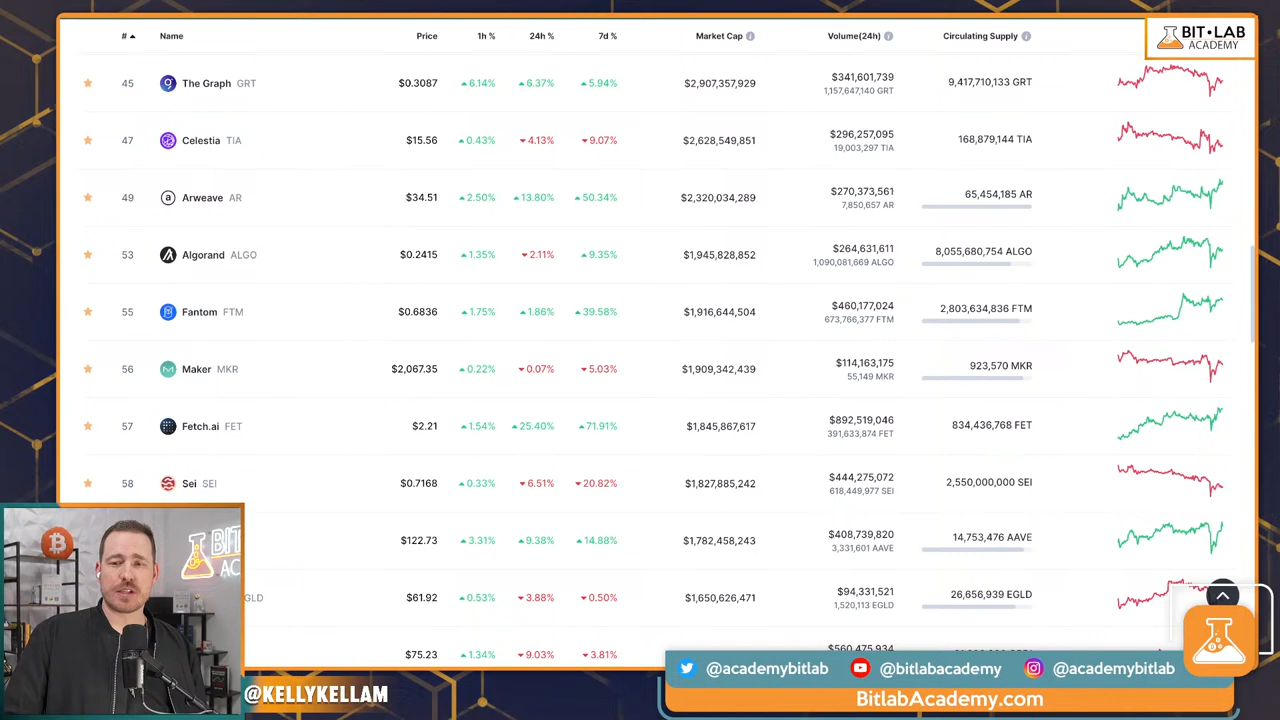 # Name Price 1h % 24h % 7d % Market Cap Volume(24h) Circulating Supply
BIT•LAB
ACADEMY
45 The Graph GRT $0.3087 6.14% 6.37% 5.94% $2,907,357,929 $341,601,739 9,417,710,133 GRT
1,157,647,140 GRT
47 Celestia TIA $15.56 0.43% 4.13% 9.07% $2,628,549,851 $296,257,095 168,879,144 TIA
19,003,297 TIA
49 Arweave AR $34.51 2.50% 13.80% 50.34% $2,320,034,289 $270,373,561 65,454,185 AR
7,850,657 AR
53 Algorand ALGO $0.2415 1.35% 2.11% 9.35% $1,945,828,852 $264,631,611 8,055,680,754 ALGO
1,090,081,669 ALGO
55 Fantom FTM $0.6836 1.75% 1.86% 39.58% $1,916,644,504 $460,177,024 2,803,634,836 FTM
673,766,377 FTM
56 Maker MKR $2,067.35 0.22% 0.07% 5.03% $1,909,342,439 $114,163,175 923,570 MKR
55,149 MKR
57 Fetch.ai FET $2.21 1.54% 25.40% 71.91% $1,845,867,617 $892,519,046 834,436,768 FET
391,633,874 FET
58 Sei SEI $0.7168 0.33% 6.51% 20.82% $1,827,885,242 $444,275,072 2,550,000,000 SEI
618,449,977 SEI
$122.73 3.31% 9.38% 14.88% $1,782,458,243 $408,739,820 14,753,476 AAVE
3,331,601 AAVE
GLD $61.92 0.53% 3.88% 0.50% $1,650,626,471 $94,331,521 26,656,939 EGLD
1,520,113 EGLD
$75.23 1.34% 9.03% 3.81% $560,475,934
@academybitlab @bitlabacademy @academybitlab
@KELLYKELLAM
BitlabAcademy.com